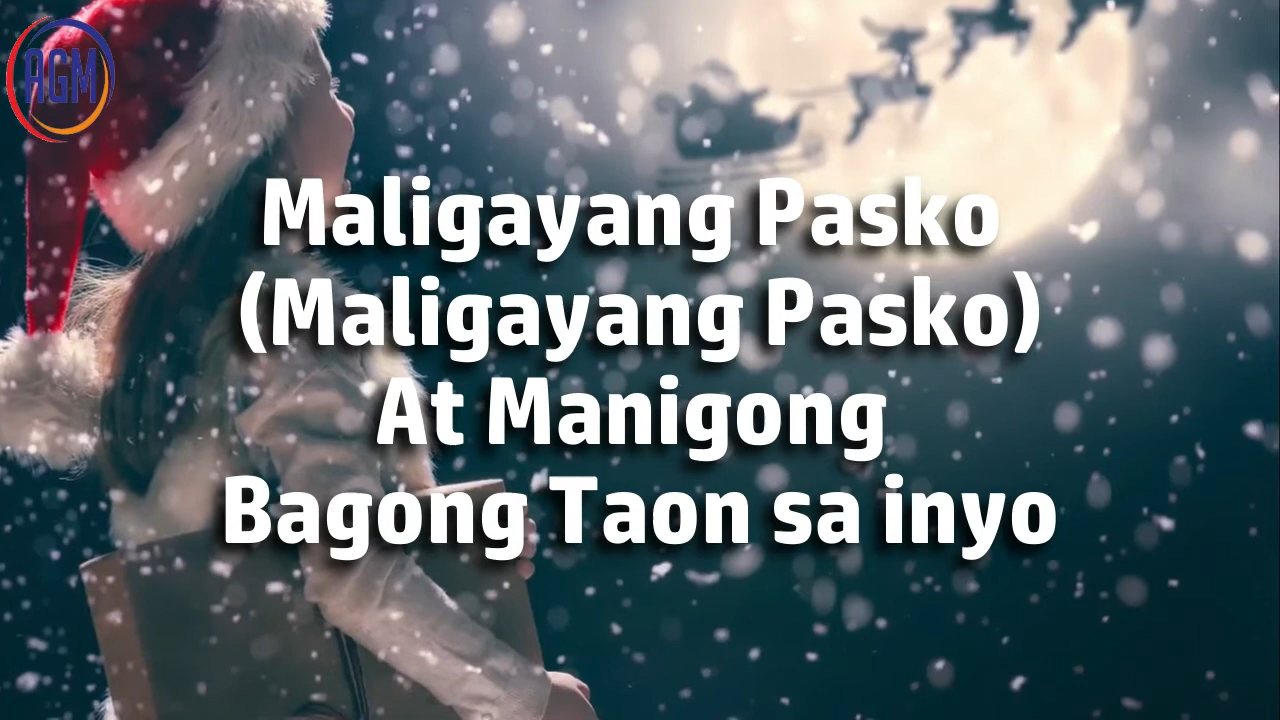 AGM
Maligayang Pasko
(Maligayang Pasko)
At Manigong
Bagong Taon sa inyo